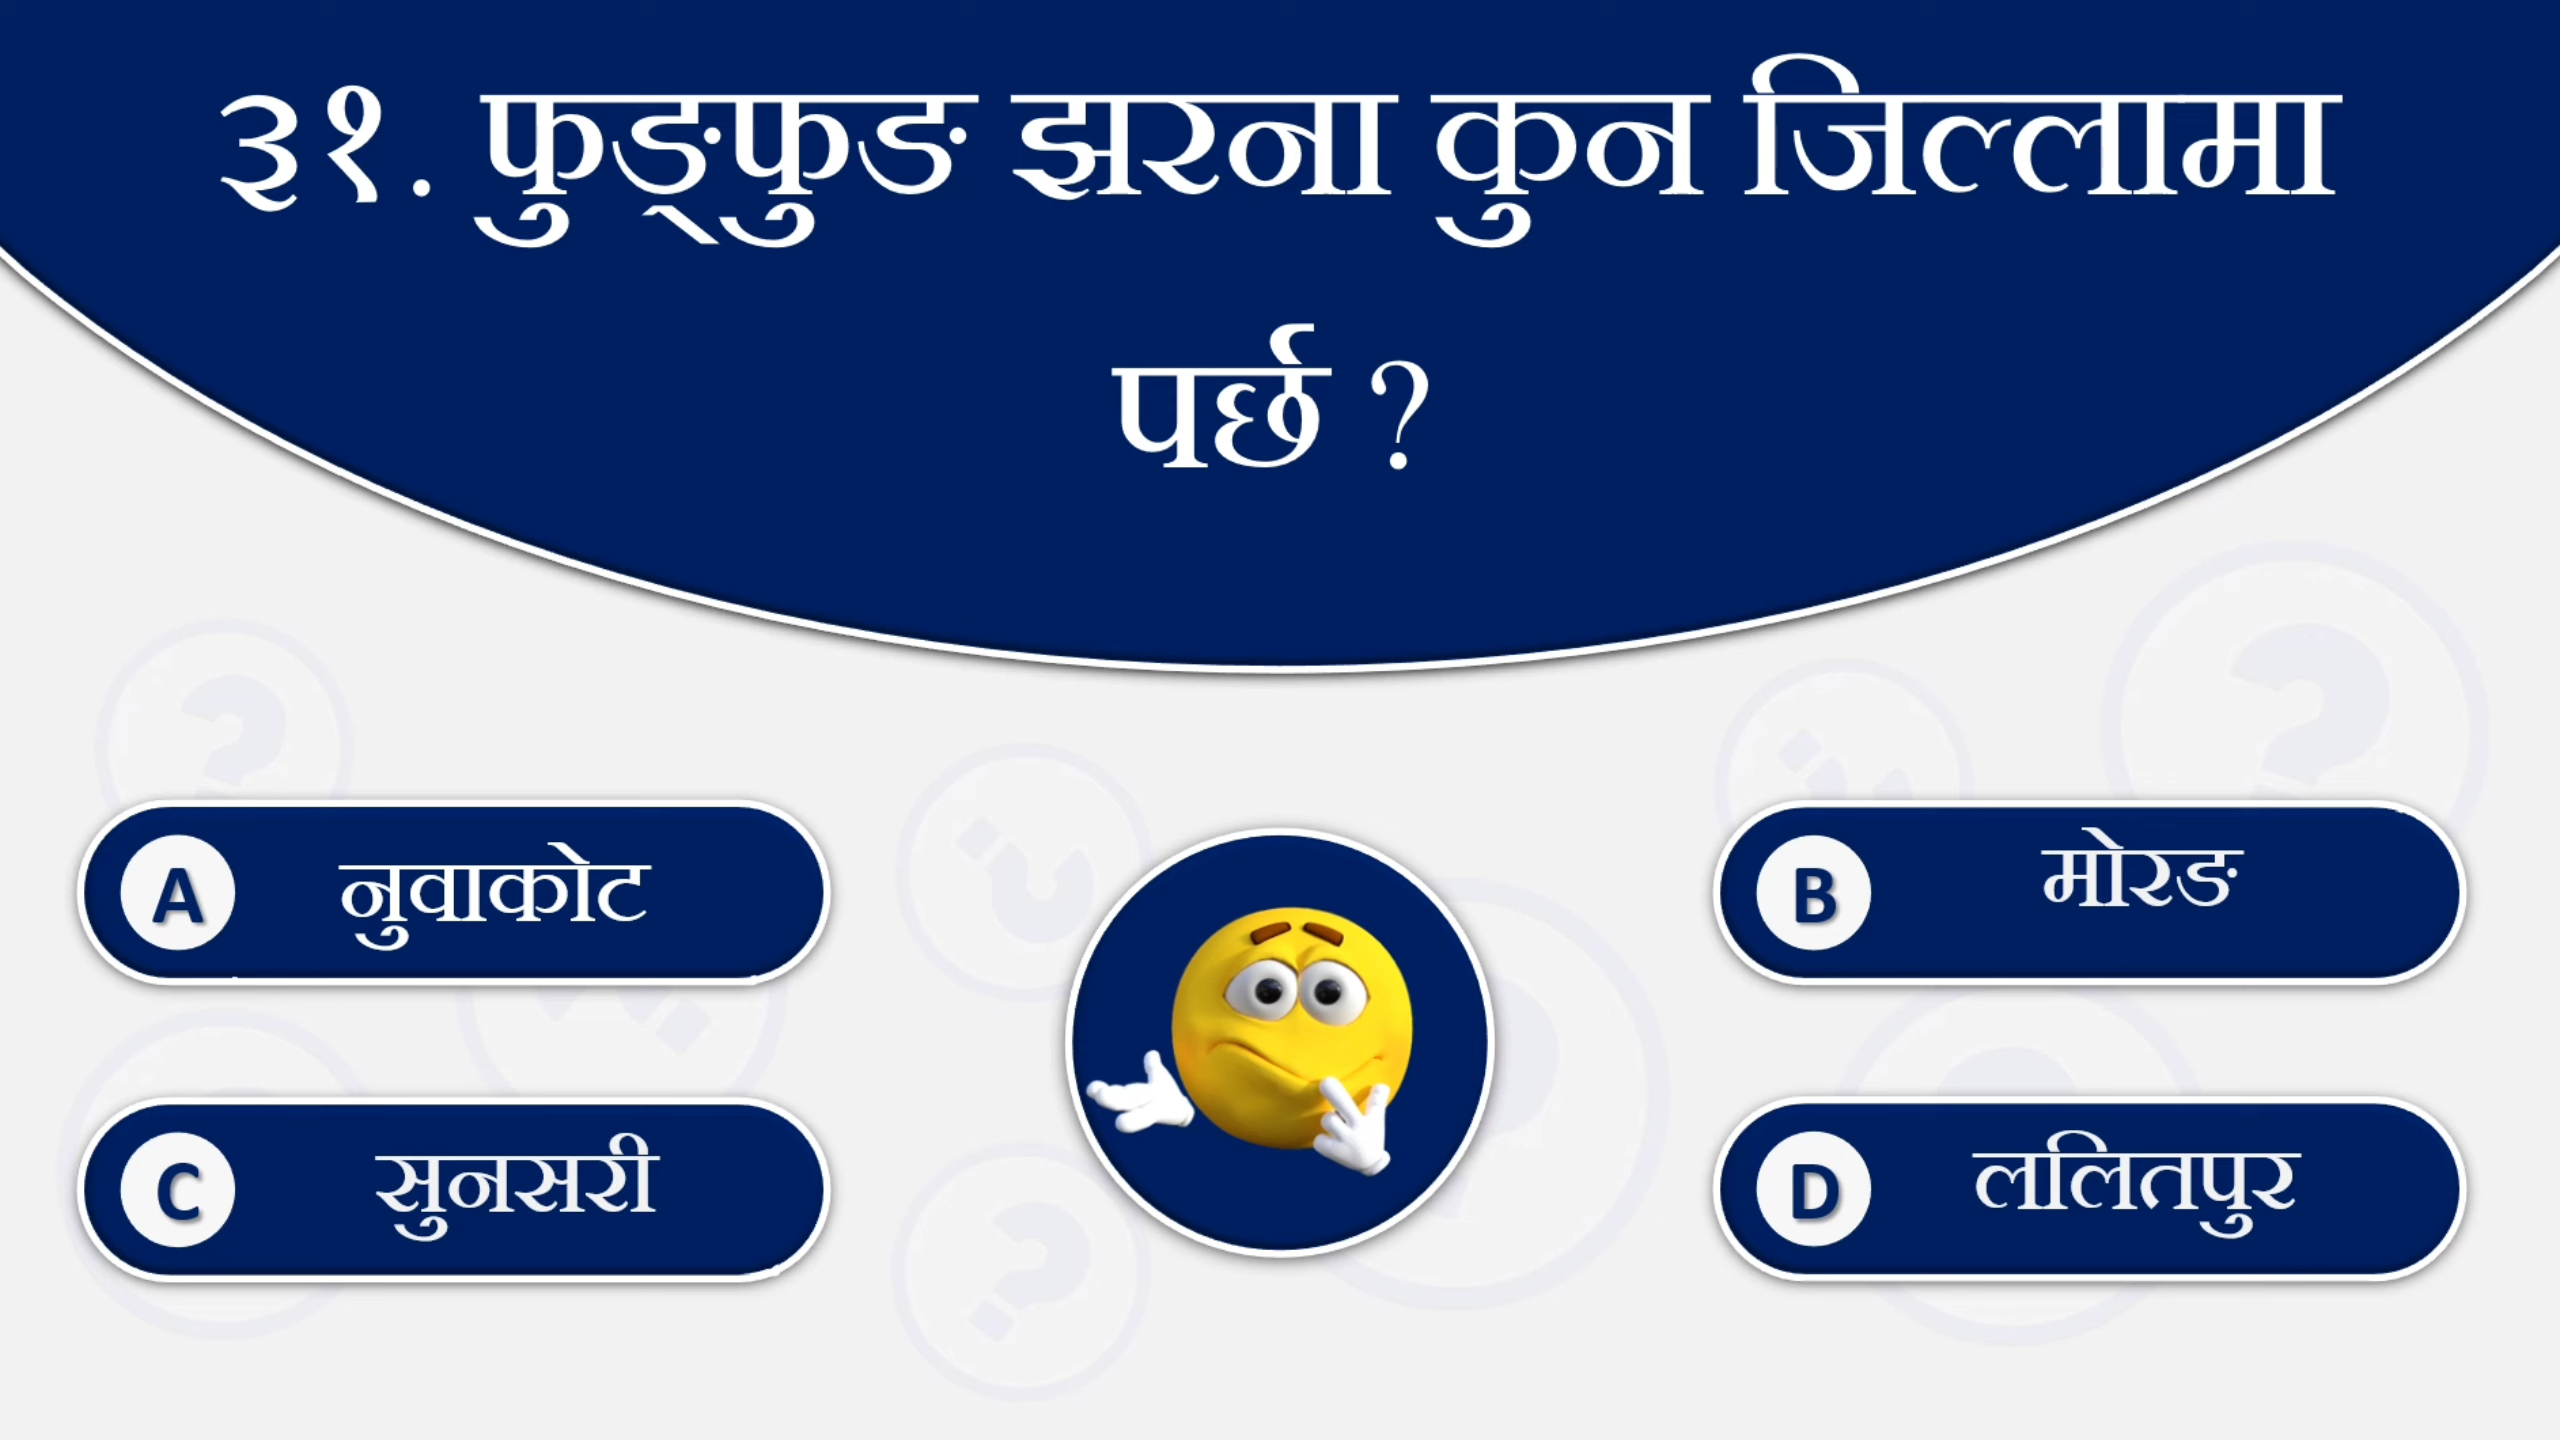 ३१. फुङ्फुङ झरना कुन जिल्लामा
पर्छ ?
A नुवाकोट
B मोरङ
C सुनसरी
D ललितपुर